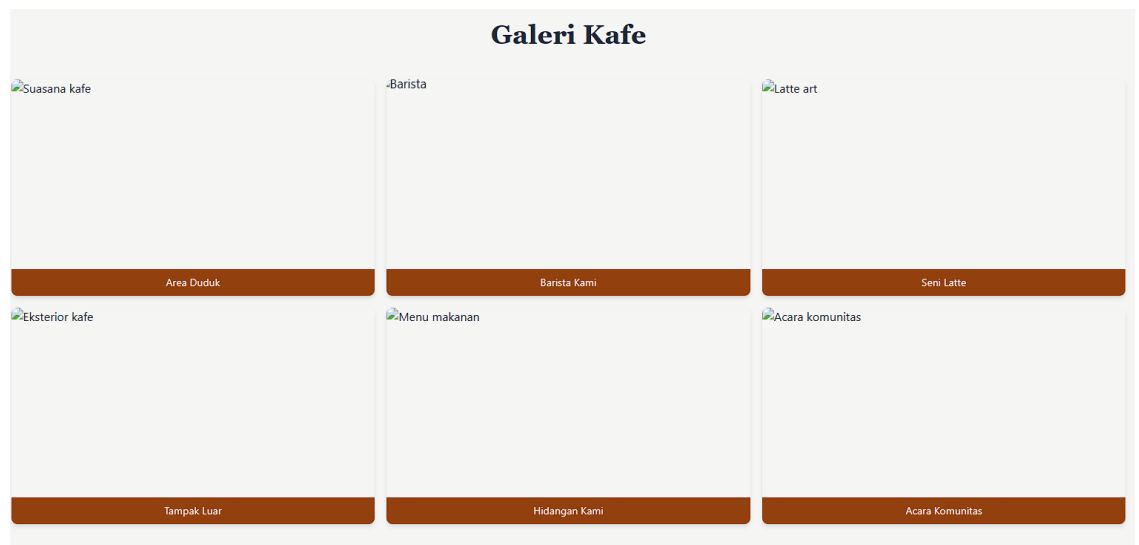 Galeri Kafe
Suasana kafe
Barista
Latte art
Area Duduk
Barista Kami
Seni Latte
Eksterior kafe
Menu makanan
Acara komunitas
Tampak Luar
Hidangan Kami
Acara Komunitas